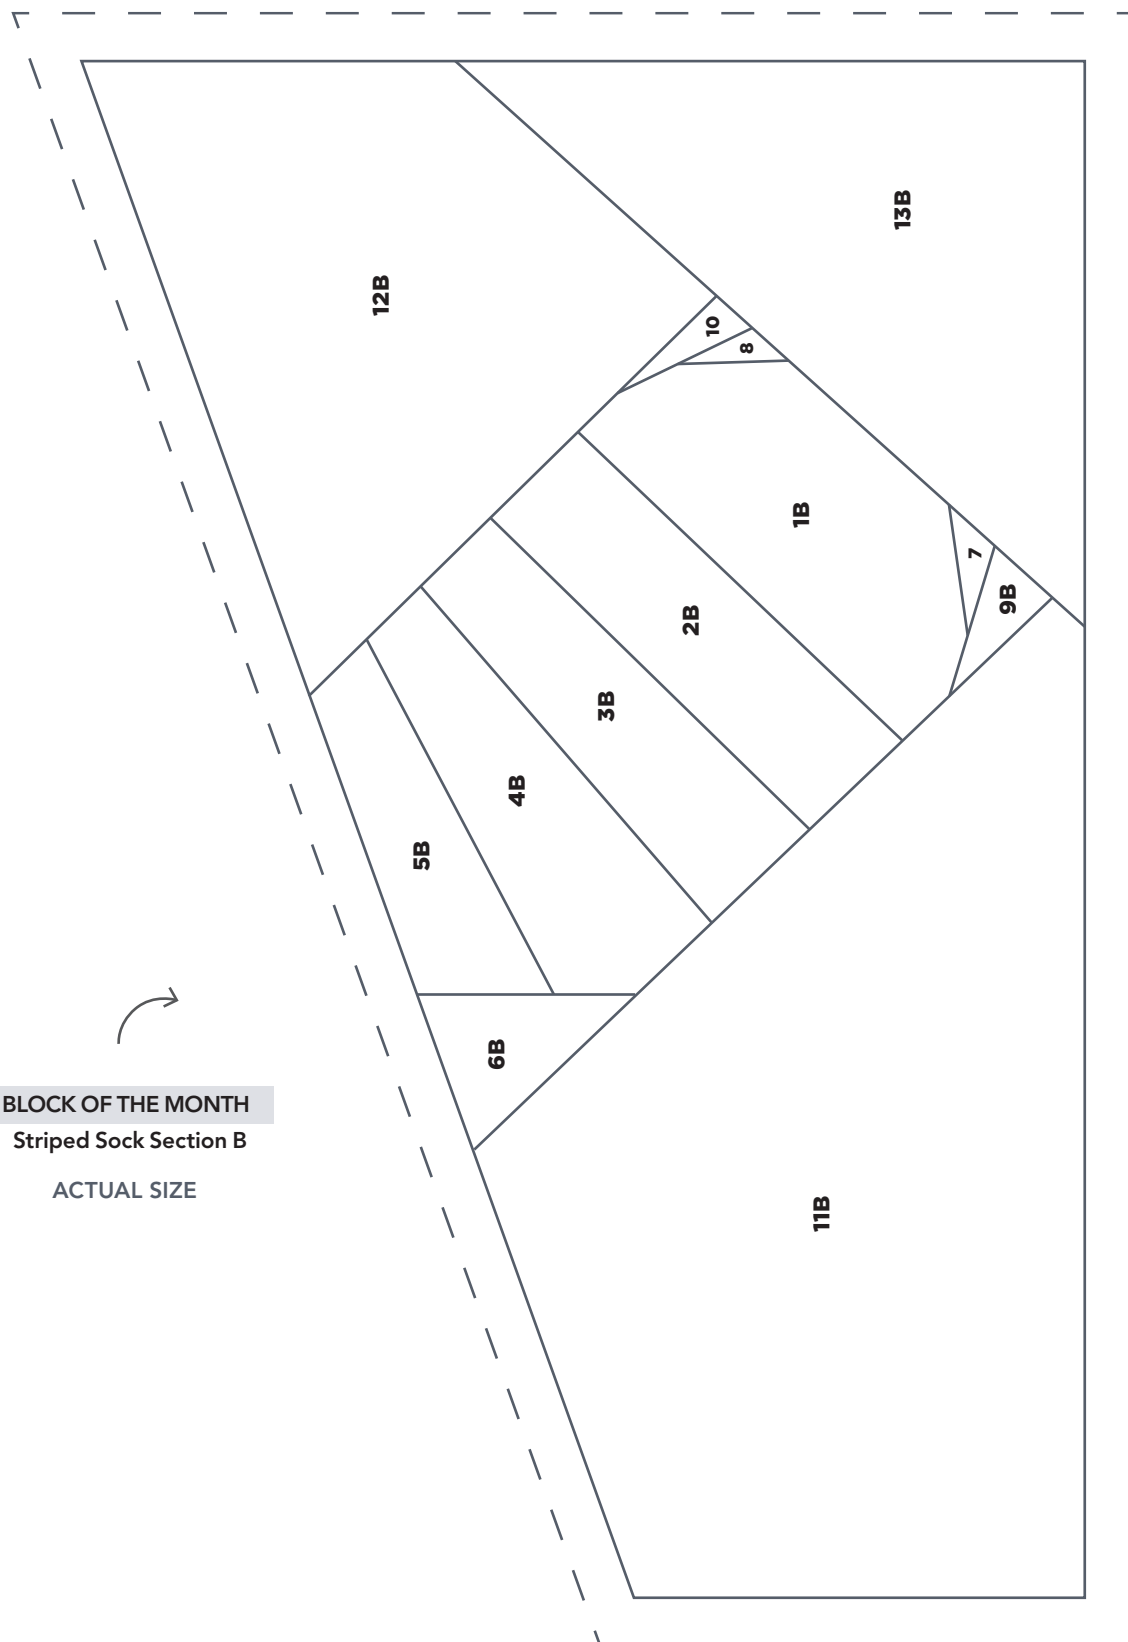 13B
12B
10
8
1B
7
9B
2B
3B
4B
5B
6B
BLOCK OF THE MONTH
Striped Sock Section B
ACTUAL SIZE
11B